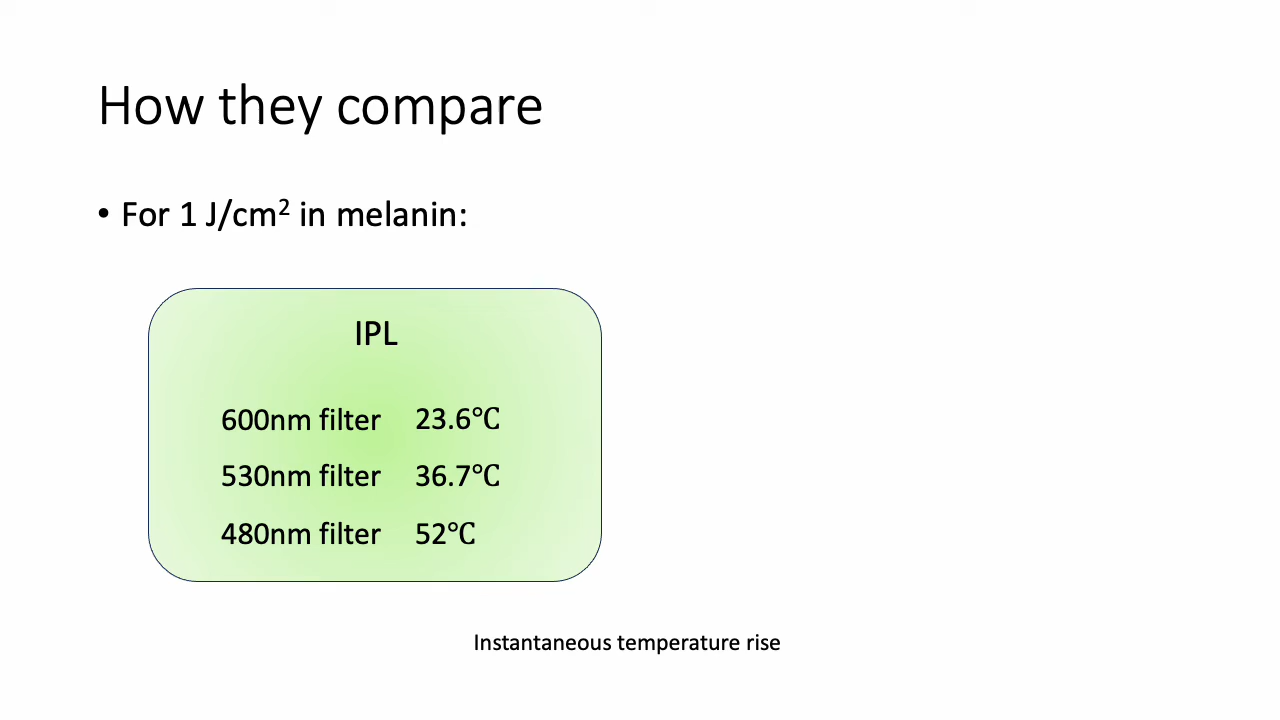 How they compare
• For 1 J/cm² in melanin:
IPL
600nm filter 23.6℃
530nm filter 36.7℃
480nm filter 52℃
Instantaneous temperature rise